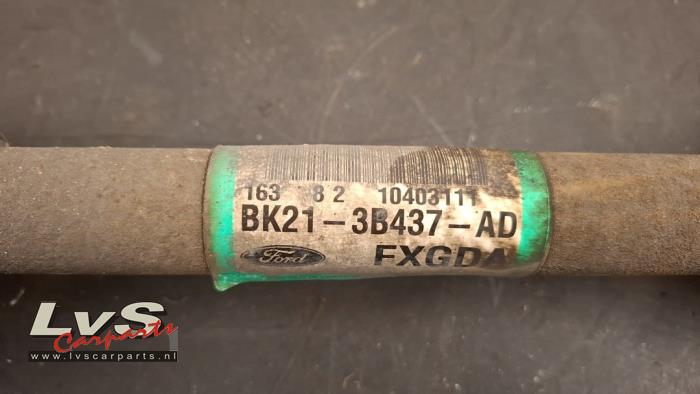 163 8 2 10403111
BK21-3B437-AD
Ford
FXGDA
LvS
Carparts
www.lvscarparts.nl